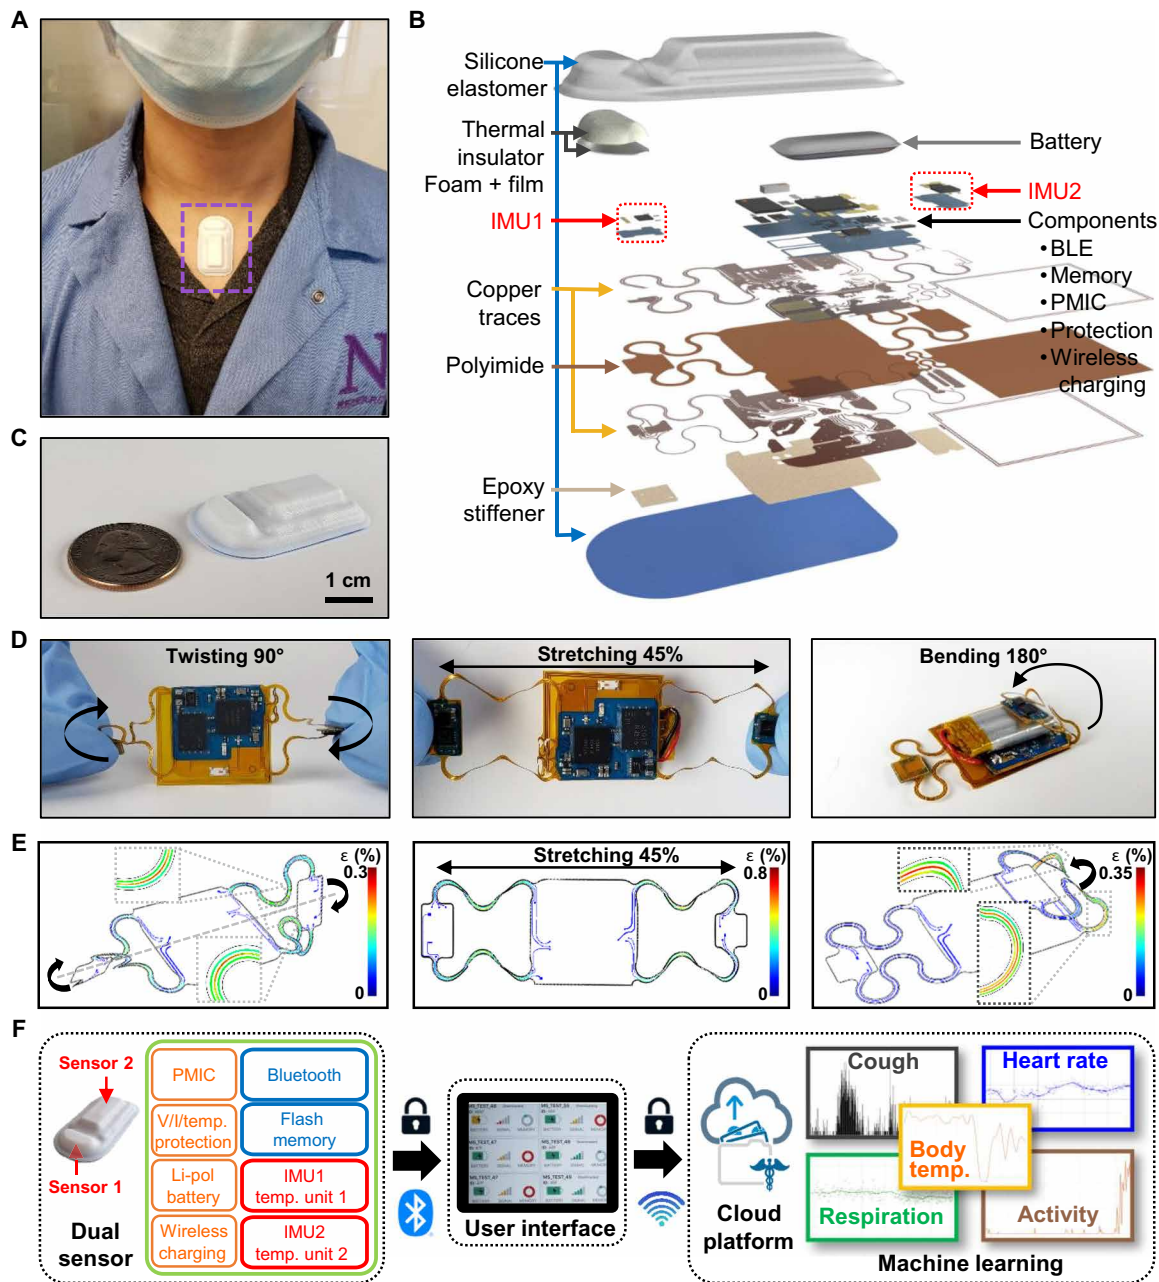 A
B
Silicone
elastomer
Thermal
insulator
Foam + film
IMU1
Battery
IMU2
Components
• BLE
• Memory
• PMIC
• Protection
• Wireless
charging
Copper
traces
Polyimide
Epoxy
stiffener
N
C
1 cm
D
Twisting 90°
Stretching 45%
Bending 180°
E
ε (%)
0.3
0
Stretching 45%
ε (%)
0.8
0
ε (%)
0.35
0
F
Sensor 2
Sensor 1
Dual
sensor
PMIC
Bluetooth
V/I/temp.
protection
Flash
memory
Li-pol
battery
IMU1
temp. unit 1
Wireless
charging
IMU2
temp. unit 2
User interface
Cloud
platform
Cough
Heart rate
Body
temp.
Respiration
Activity
Machine learning